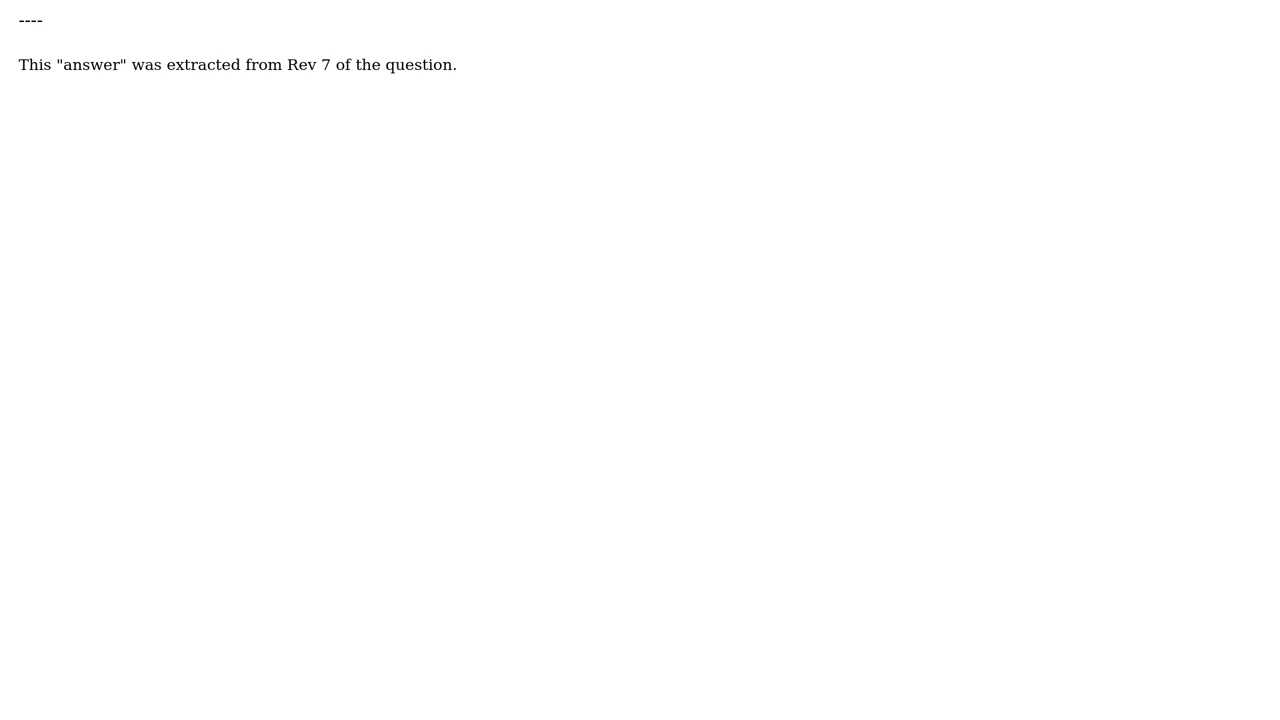 ----
This "answer" was extracted from Rev 7 of the question.